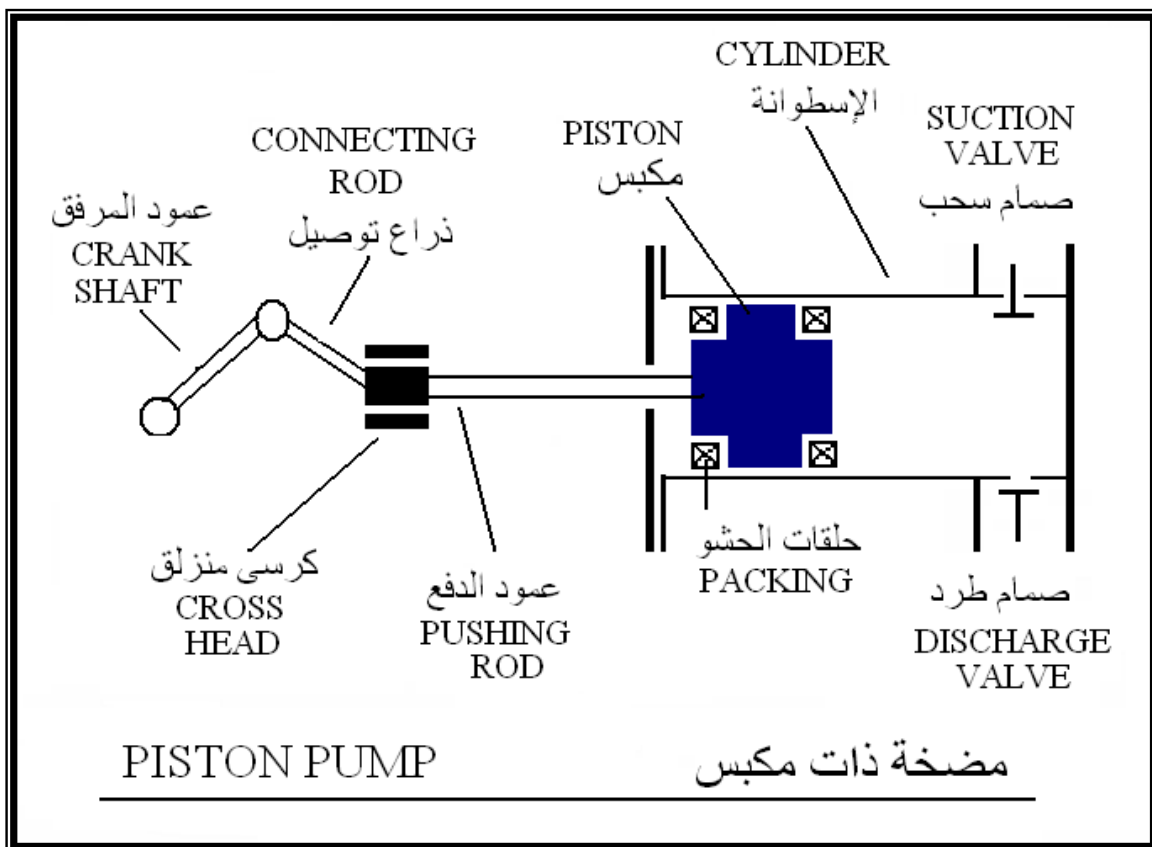 CYLINDER
الإسطوانة
SUCTION
VALVE
صمام سحب
PISTON
مكبس
CONNECTING
ROD
ذراع توصيل
عمود المرفق
CRANK
SHAFT
كرسى منزلق
CROSS
HEAD
عمود الدفع
PUSHING
ROD
حلقات الحشو
PACKING
صمام طرد
DISCHARGE
VALVE
PISTON PUMP
مضخة ذات مكبس